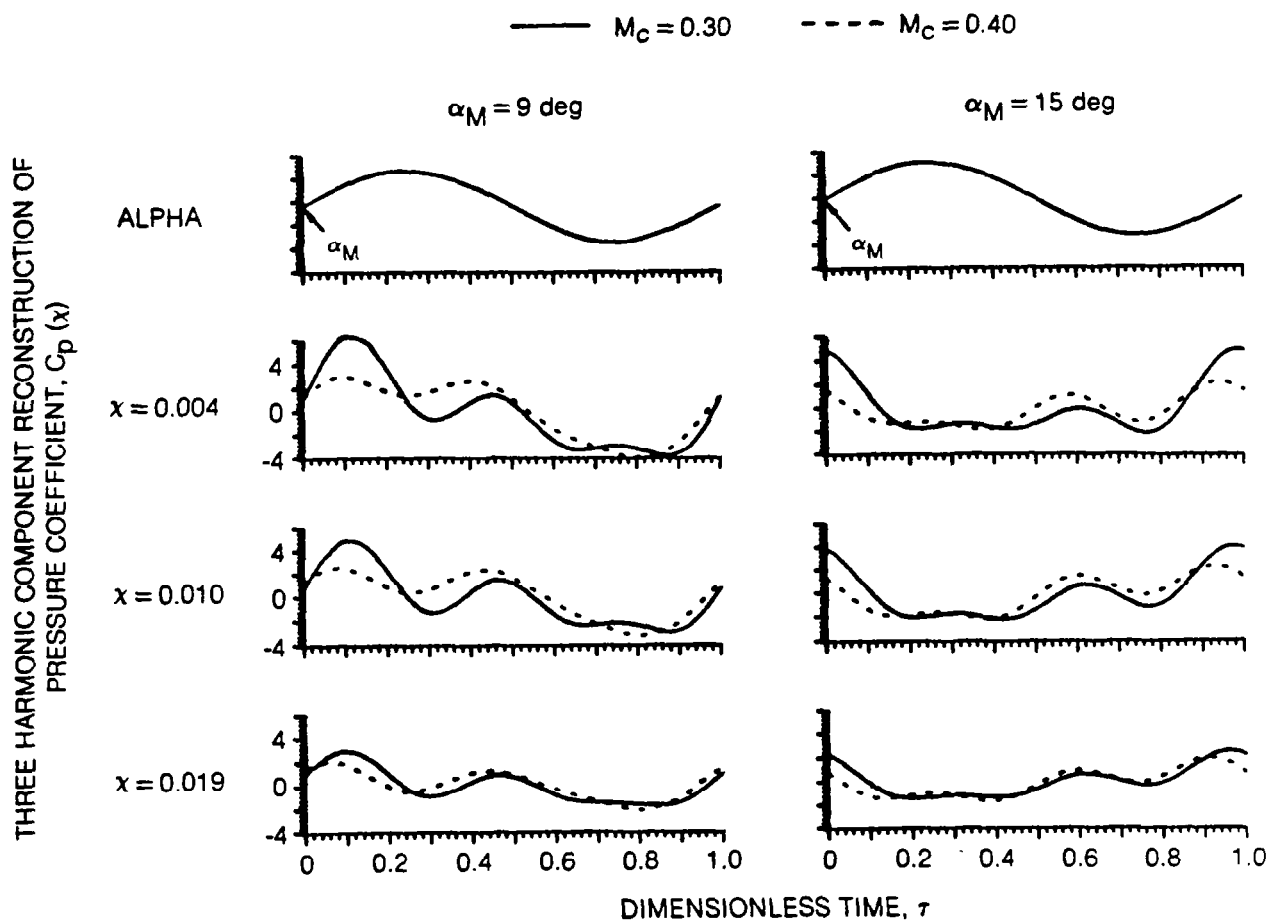 M_c = 0.30 M_c = 0.40
α_M = 9 deg α_M = 15 deg
THREE HARMONIC COMPONENT RECONSTRUCTION OF
PRESSURE COEFFICIENT, C_p (χ)
ALPHA
α_M α_M
χ = 0.004
4
0
-4
χ = 0.010
4
0
-4
χ = 0.019
4
0
-4
0 0.2 0.4 0.6 0.8 1.0 0 0.2 0.4 0.6 0.8 1.0
DIMENSIONLESS TIME, τ